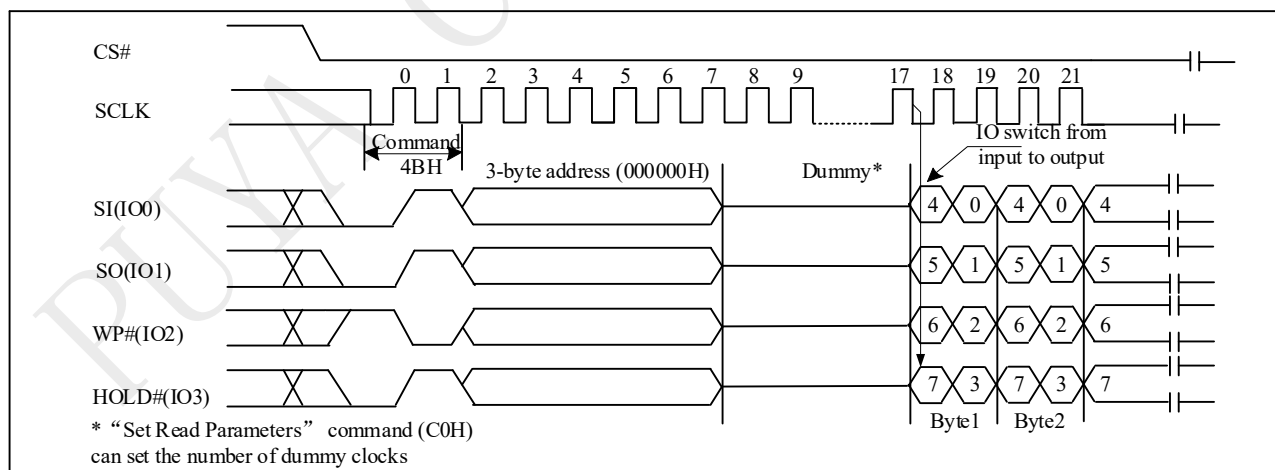 PUYA
CS#
0 1 2 3 4 5 6 7 8 9 17 18 19 20 21
SCLK
Command
4BH
IO switch from
input to output
3-byte address (000000H)
Dummy*
SI(IO0)
4 0 4 0 4
SO(IO1)
5 1 5 1 5
WP#(IO2)
6 2 6 2 6
HOLD#(IO3)
7 3 7 3 7
Byte1 Byte2
* “Set Read Parameters” command (C0H)
can set the number of dummy clocks